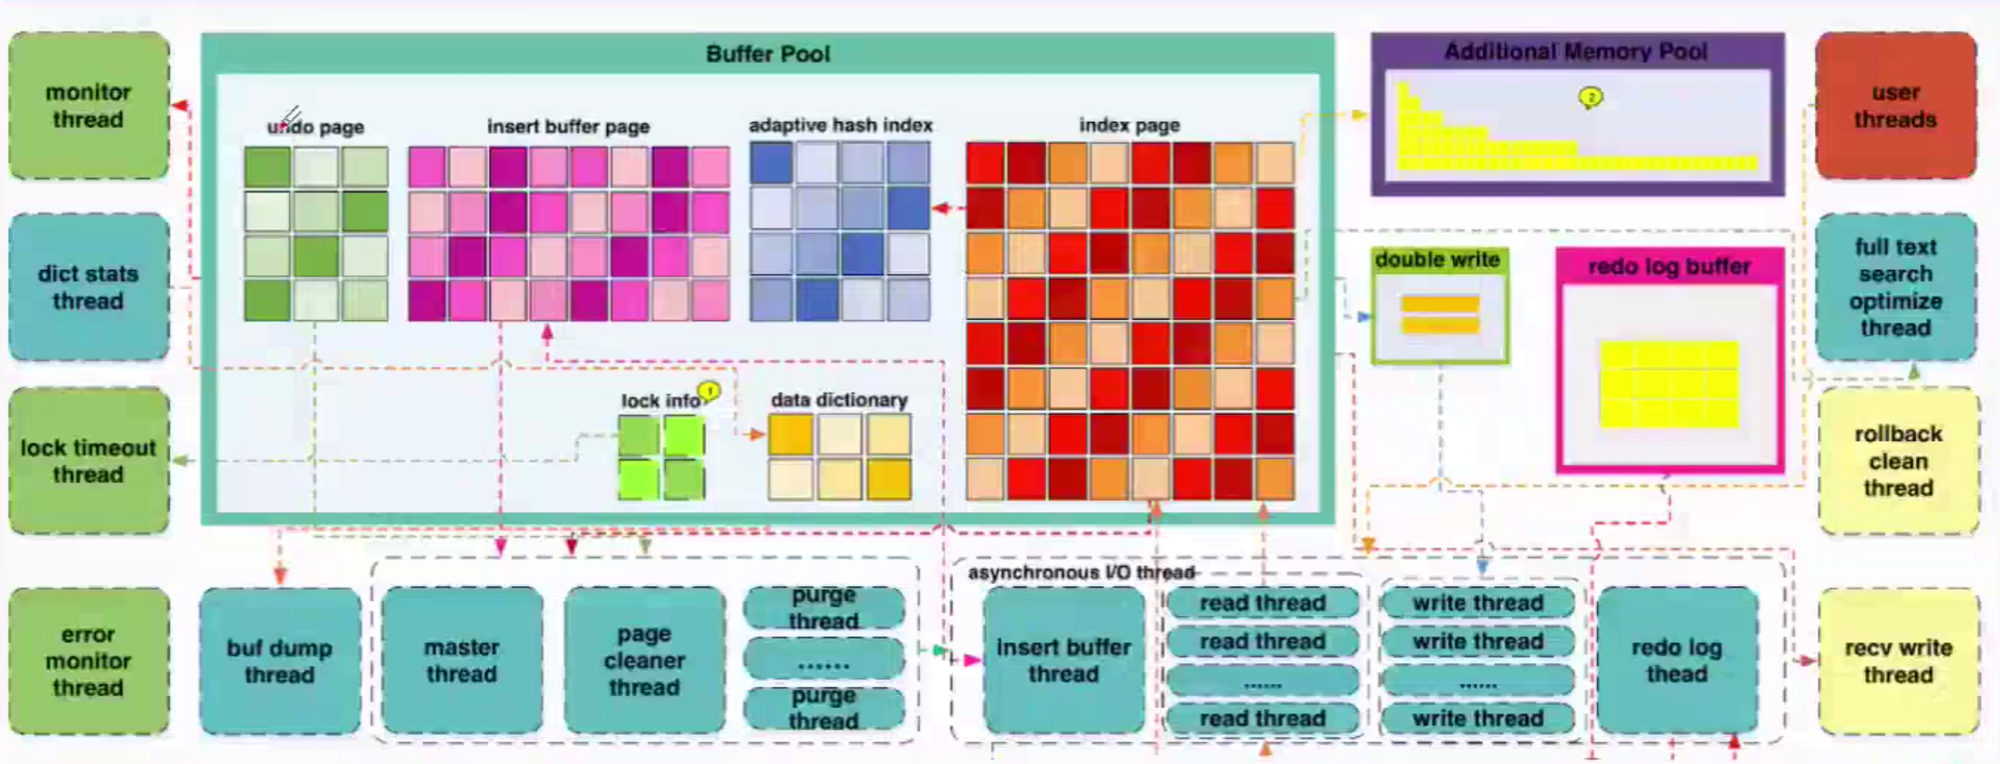 Buffer Pool
Additional Memory Pool
monitor
thread
user
threads
2
undo page
insert buffer page
adaptive hash index
index page
dict stats
thread
double write
redo log buffer
full text
search
optimize
thread
lock timeout
thread
lock info
1
data dictionary
rollback
clean
thread
asynchronous I/O thread
error
monitor
thread
buf dump
thread
master
thread
page
cleaner
thread
purge
thread
......
purge
thread
insert buffer
thread
read thread
read thread
......
read thread
write thread
write thread
......
write thread
redo log
thead
recv write
thread